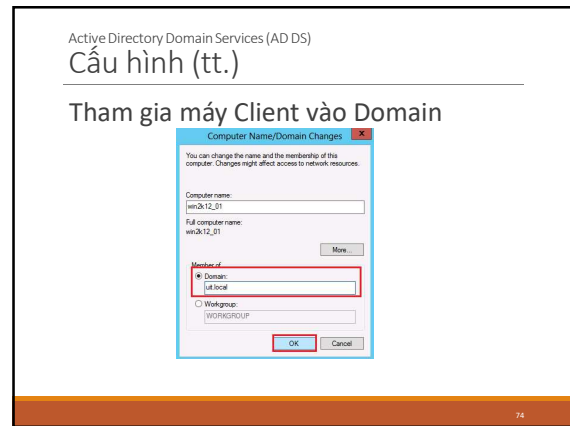 Active Directory Domain Services (AD DS)
Cấu hình (tt.)
Tham gia máy Client vào Domain
Computer Name/Domain Changes
You can change the name and the membership of this
computer. Changes might affect access to network resources.
Computer name:
win2k12_01
Full computer name:
win2k12_01
More...
Member of
Domain:
uit.local
Workgroup:
WORKGROUP
OK Cancel
74